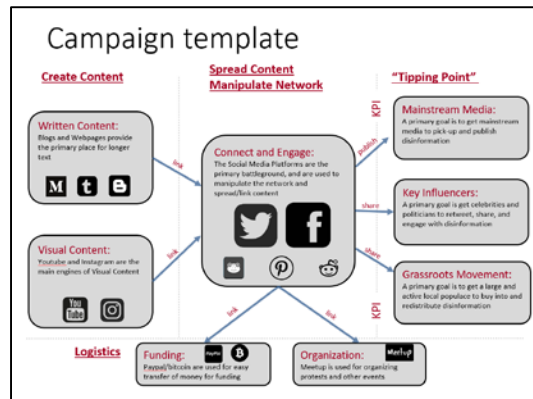 Campaign template
Create Content
Spread Content
Manipulate Network
"Tipping Point"
KPI
Written Content:
Blogs and Webpages provide
the primary place for longer
text
M t B
link
Visual Content:
Youtube and Instagram are the
main engines of Visual Content
You
Tube
link
Connect and Engage:
The Social Media Platforms are the
primary battleground, and are used to
manipulate the network and
spread/link content
f
publish
share
share
Mainstream Media:
A primary goal is to get mainstream
media to pick-up and publish
disinformation
Key Influencers:
A primary goal is get celebrities and
politicians to retweet, share, and
engage with disinformation
Grassroots Movement:
A primary goal is to get a large and
active local populace to buy into and
redistribute disinformation
KPI
link
link
Logistics
Funding:
PayPal
Paypal/bitcoin are used for easy
transfer of money for funding
Organization:
Meetup
Meetup is used for organizing
protests and other events